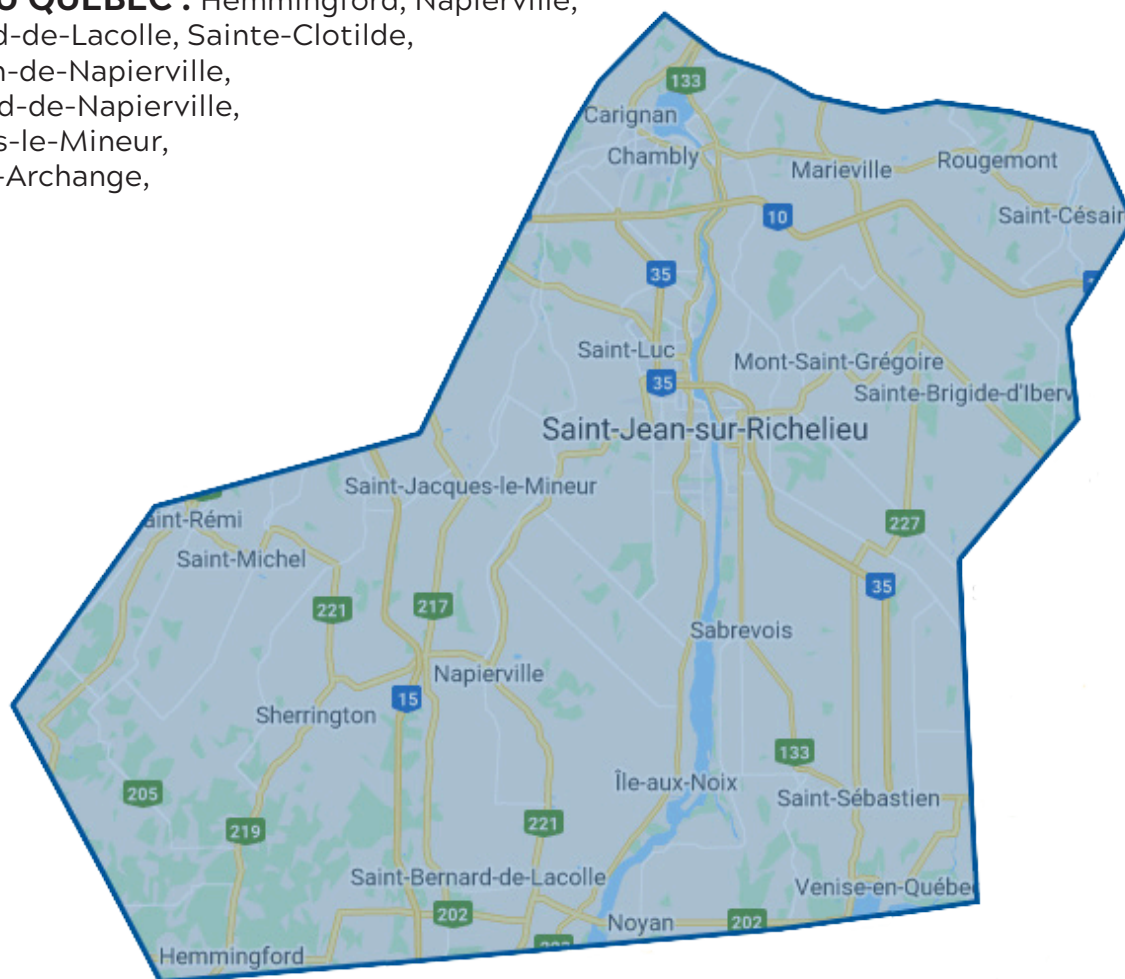 U QUÉBEC : Hemmingford, Napierville,
d-de-Lacolle, Sainte-Clotilde,
n-de-Napierville,
d-de-Napierville,
s-le-Mineur,
-Archange,
133
Carignan
Chambly
Marieville
Rougemont
Saint-Césair
10
35
Saint-Luc
Mont-Saint-Grégoire
35
Sainte-Brigide-d'Iberv
Saint-Jean-sur-Richelieu
Saint-Jacques-le-Mineur
aint-Rémi
227
Saint-Michel
35
221
217
Sabrevois
Napierville
15
Sherrington
133
Île-aux-Noix
205
Saint-Sébastien
221
219
Saint-Bernard-de-Lacolle
Venise-en-Québec
202
Noyan
202
Hemmingford